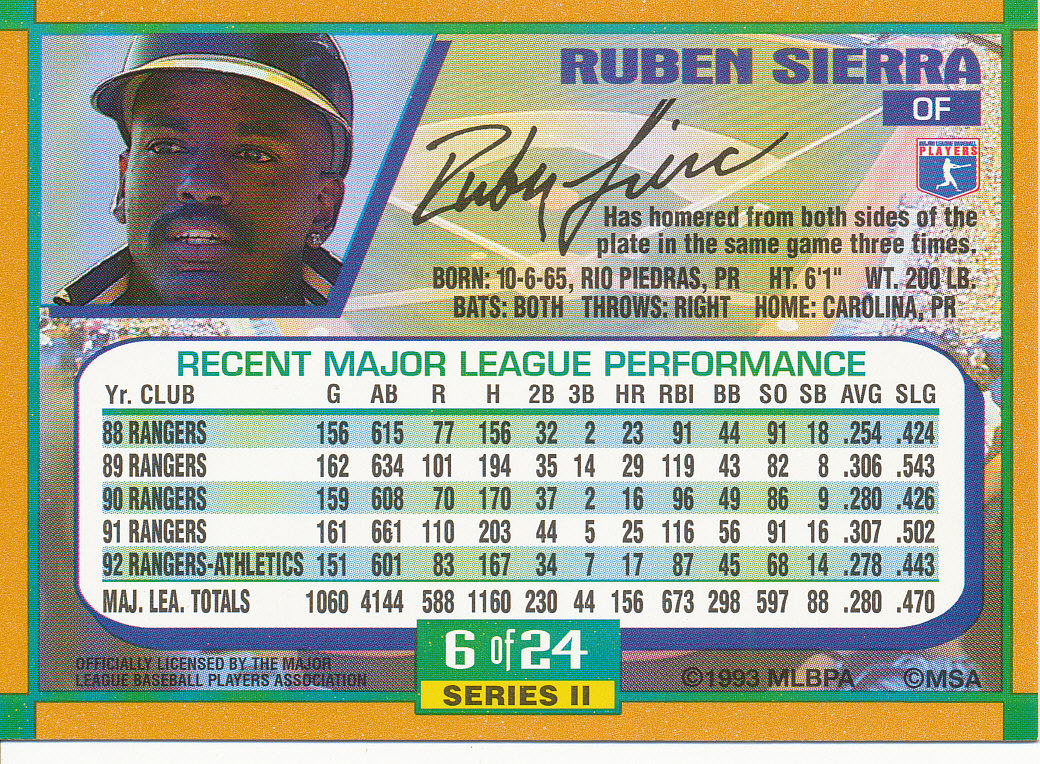 RUBEN SIERRA
OF
MAJOR LEAGUE BASEBALL
PLAYERS
Ruben Sierra
Has homered from both sides of the
plate in the same game three times.
BORN: 10-6-65, RIO PIEDRAS, PR HT. 6'1" WT. 200 LB.
BATS: BOTH THROWS: RIGHT HOME: CAROLINA, PR
RECENT MAJOR LEAGUE PERFORMANCE
Yr. CLUB G AB R H 2B 3B HR RBI BB SO SB AVG SLG
88 RANGERS 156 615 77 156 32 2 23 91 44 91 18 .254 .424
89 RANGERS 162 634 101 194 35 14 29 119 43 82 8 .306 .543
90 RANGERS 159 608 70 170 37 2 16 96 49 86 9 .280 .426
91 RANGERS 161 661 110 203 44 5 25 116 56 91 16 .307 .502
92 RANGERS-ATHLETICS 151 601 83 167 34 7 17 87 45 68 14 .278 .443
MAJ. LEA. TOTALS 1060 4144 588 1160 230 44 156 673 298 597 88 .280 .470
6 of 24
SERIES II
OFFICIALLY LICENSED BY THE MAJOR
LEAGUE BASEBALL PLAYERS ASSOCIATION
©1993 MLBPA ©MSA